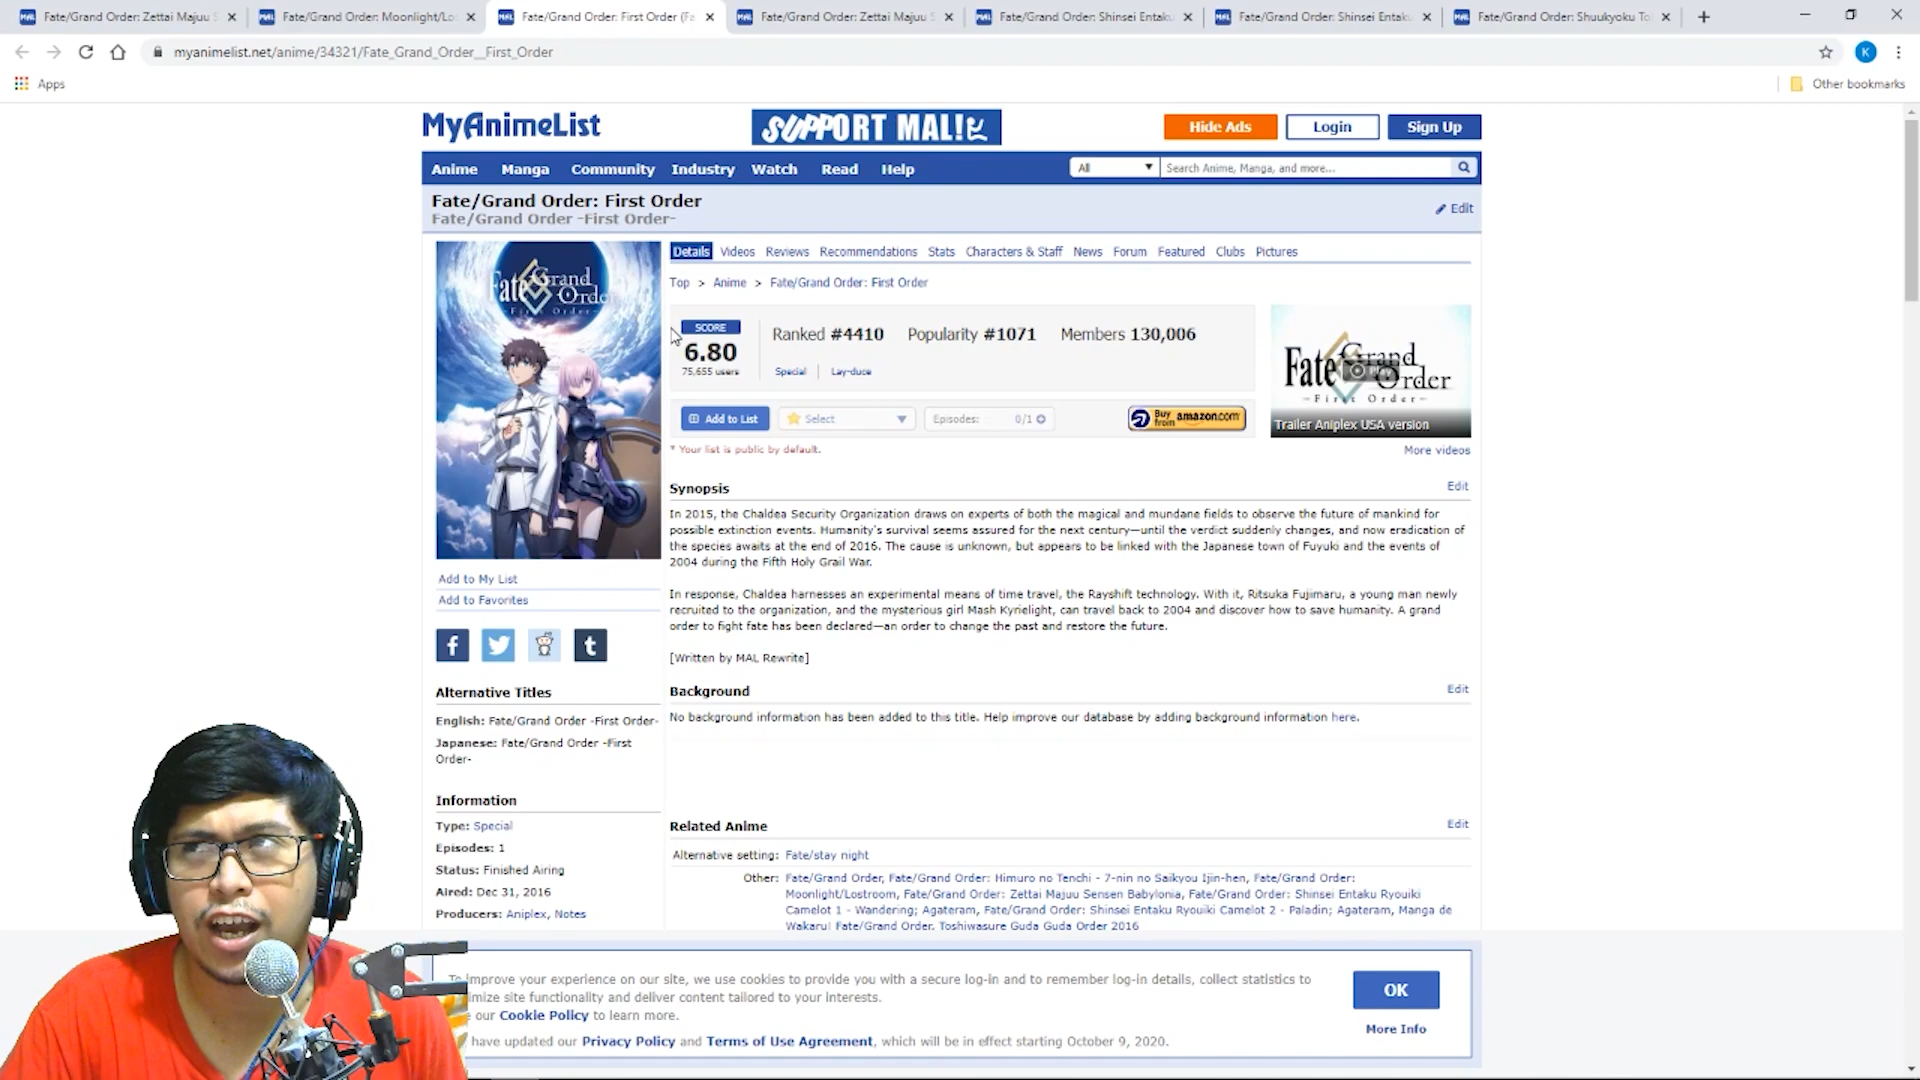 Fate/Grand Order: Zettai Majuu S
Fate/Grand Order: Moonlight/Lo
Fate/Grand Order: First Order (Fa
Fate/Grand Order: Zettai Majuu S
Fate/Grand Order: Shinsei Entaku
Fate/Grand Order: Shinsei Entaku
Fate/Grand Order: Shuukyoku To
myanimelist.net/anime/34321/Fate_Grand_Order__First_Order
K
Apps
Other bookmarks
MyAnimeList
SUPPORT MAL!
Hide Ads
Login
Sign Up
Anime Manga Community Industry Watch Read Help
All
Search Anime, Manga, and more...
Fate/Grand Order: First Order
Fate/Grand Order -First Order-
Edit
Fate Grand Order
-First Order-
Details Videos Reviews Recommendations Stats Characters & Staff News Forum Featured Clubs Pictures
Top > Anime > Fate/Grand Order: First Order
SCORE
6.80
75,655 users
Ranked #4410 Popularity #1071 Members 130,006
Special | Lay-duce
Fate Grand Order
-First Order-
Trailer Aniplex USA version
Add to List
Select
Episodes: 0/1
Buy from amazon.com
* Your list is public by default.
More videos
Synopsis
Edit
In 2015, the Chaldea Security Organization draws on experts of both the magical and mundane fields to observe the future of mankind for
possible extinction events. Humanity's survival seems assured for the next century—until the verdict suddenly changes, and now eradication of
the species awaits at the end of 2016. The cause is unknown, but appears to be linked with the Japanese town of Fuyuki and the events of
2004 during the Fifth Holy Grail War.
In response, Chaldea harnesses an experimental means of time travel, the Rayshift technology. With it, Ritsuka Fujimaru, a young man newly
recruited to the organization, and the mysterious girl Mash Kyrielight, can travel back to 2004 and discover how to save humanity. A grand
order to fight fate has been declared—an order to change the past and restore the future.
[Written by MAL Rewrite]
Background
Edit
No background information has been added to this title. Help improve our database by adding background information here.
Related Anime
Edit
Alternative setting: Fate/stay night
Other: Fate/Grand Order, Fate/Grand Order: Himuro no Tenchi - 7-nin no Saikyou Ijin-hen, Fate/Grand Order:
Moonlight/Lostroom, Fate/Grand Order: Zettai Majuu Sensen Babylonia, Fate/Grand Order: Shinsei Entaku Ryouiki
Camelot 1 - Wandering; Agateram, Fate/Grand Order: Shinsei Entaku Ryouiki Camelot 2 - Paladin; Agateram, Manga de
Wakaru! Fate/Grand Order, Toshiwasure Guda Guda Order 2016
Add to My List
Add to Favorites
Alternative Titles
English: Fate/Grand Order -First Order-
Japanese: Fate/Grand Order -First
Order-
Information
Type: Special
Episodes: 1
Status: Finished Airing
Aired: Dec 31, 2016
Producers: Aniplex, Notes
To improve your experience on our site, we use cookies to provide you with a secure log-in and to remember log-in details, collect statistics to
mize site functionality and deliver content tailored to your interests.
our Cookie Policy to learn more.
have updated our Privacy Policy and Terms of Use Agreement, which will be in effect starting October 9, 2020.
OK
More Info